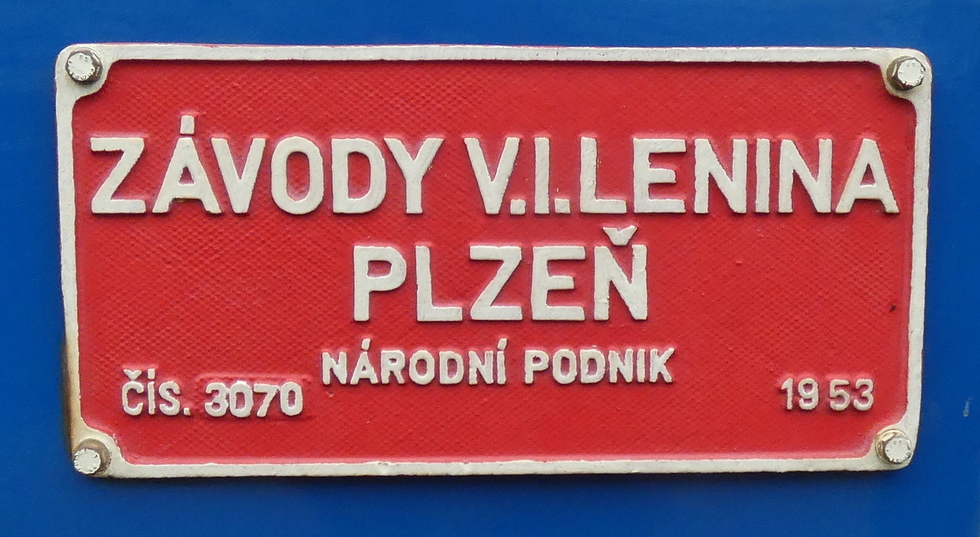 ZÁVODY V.I.LENINA
PLZEŇ
NÁRODNÍ PODNIK
ČÍS. 3070 1953